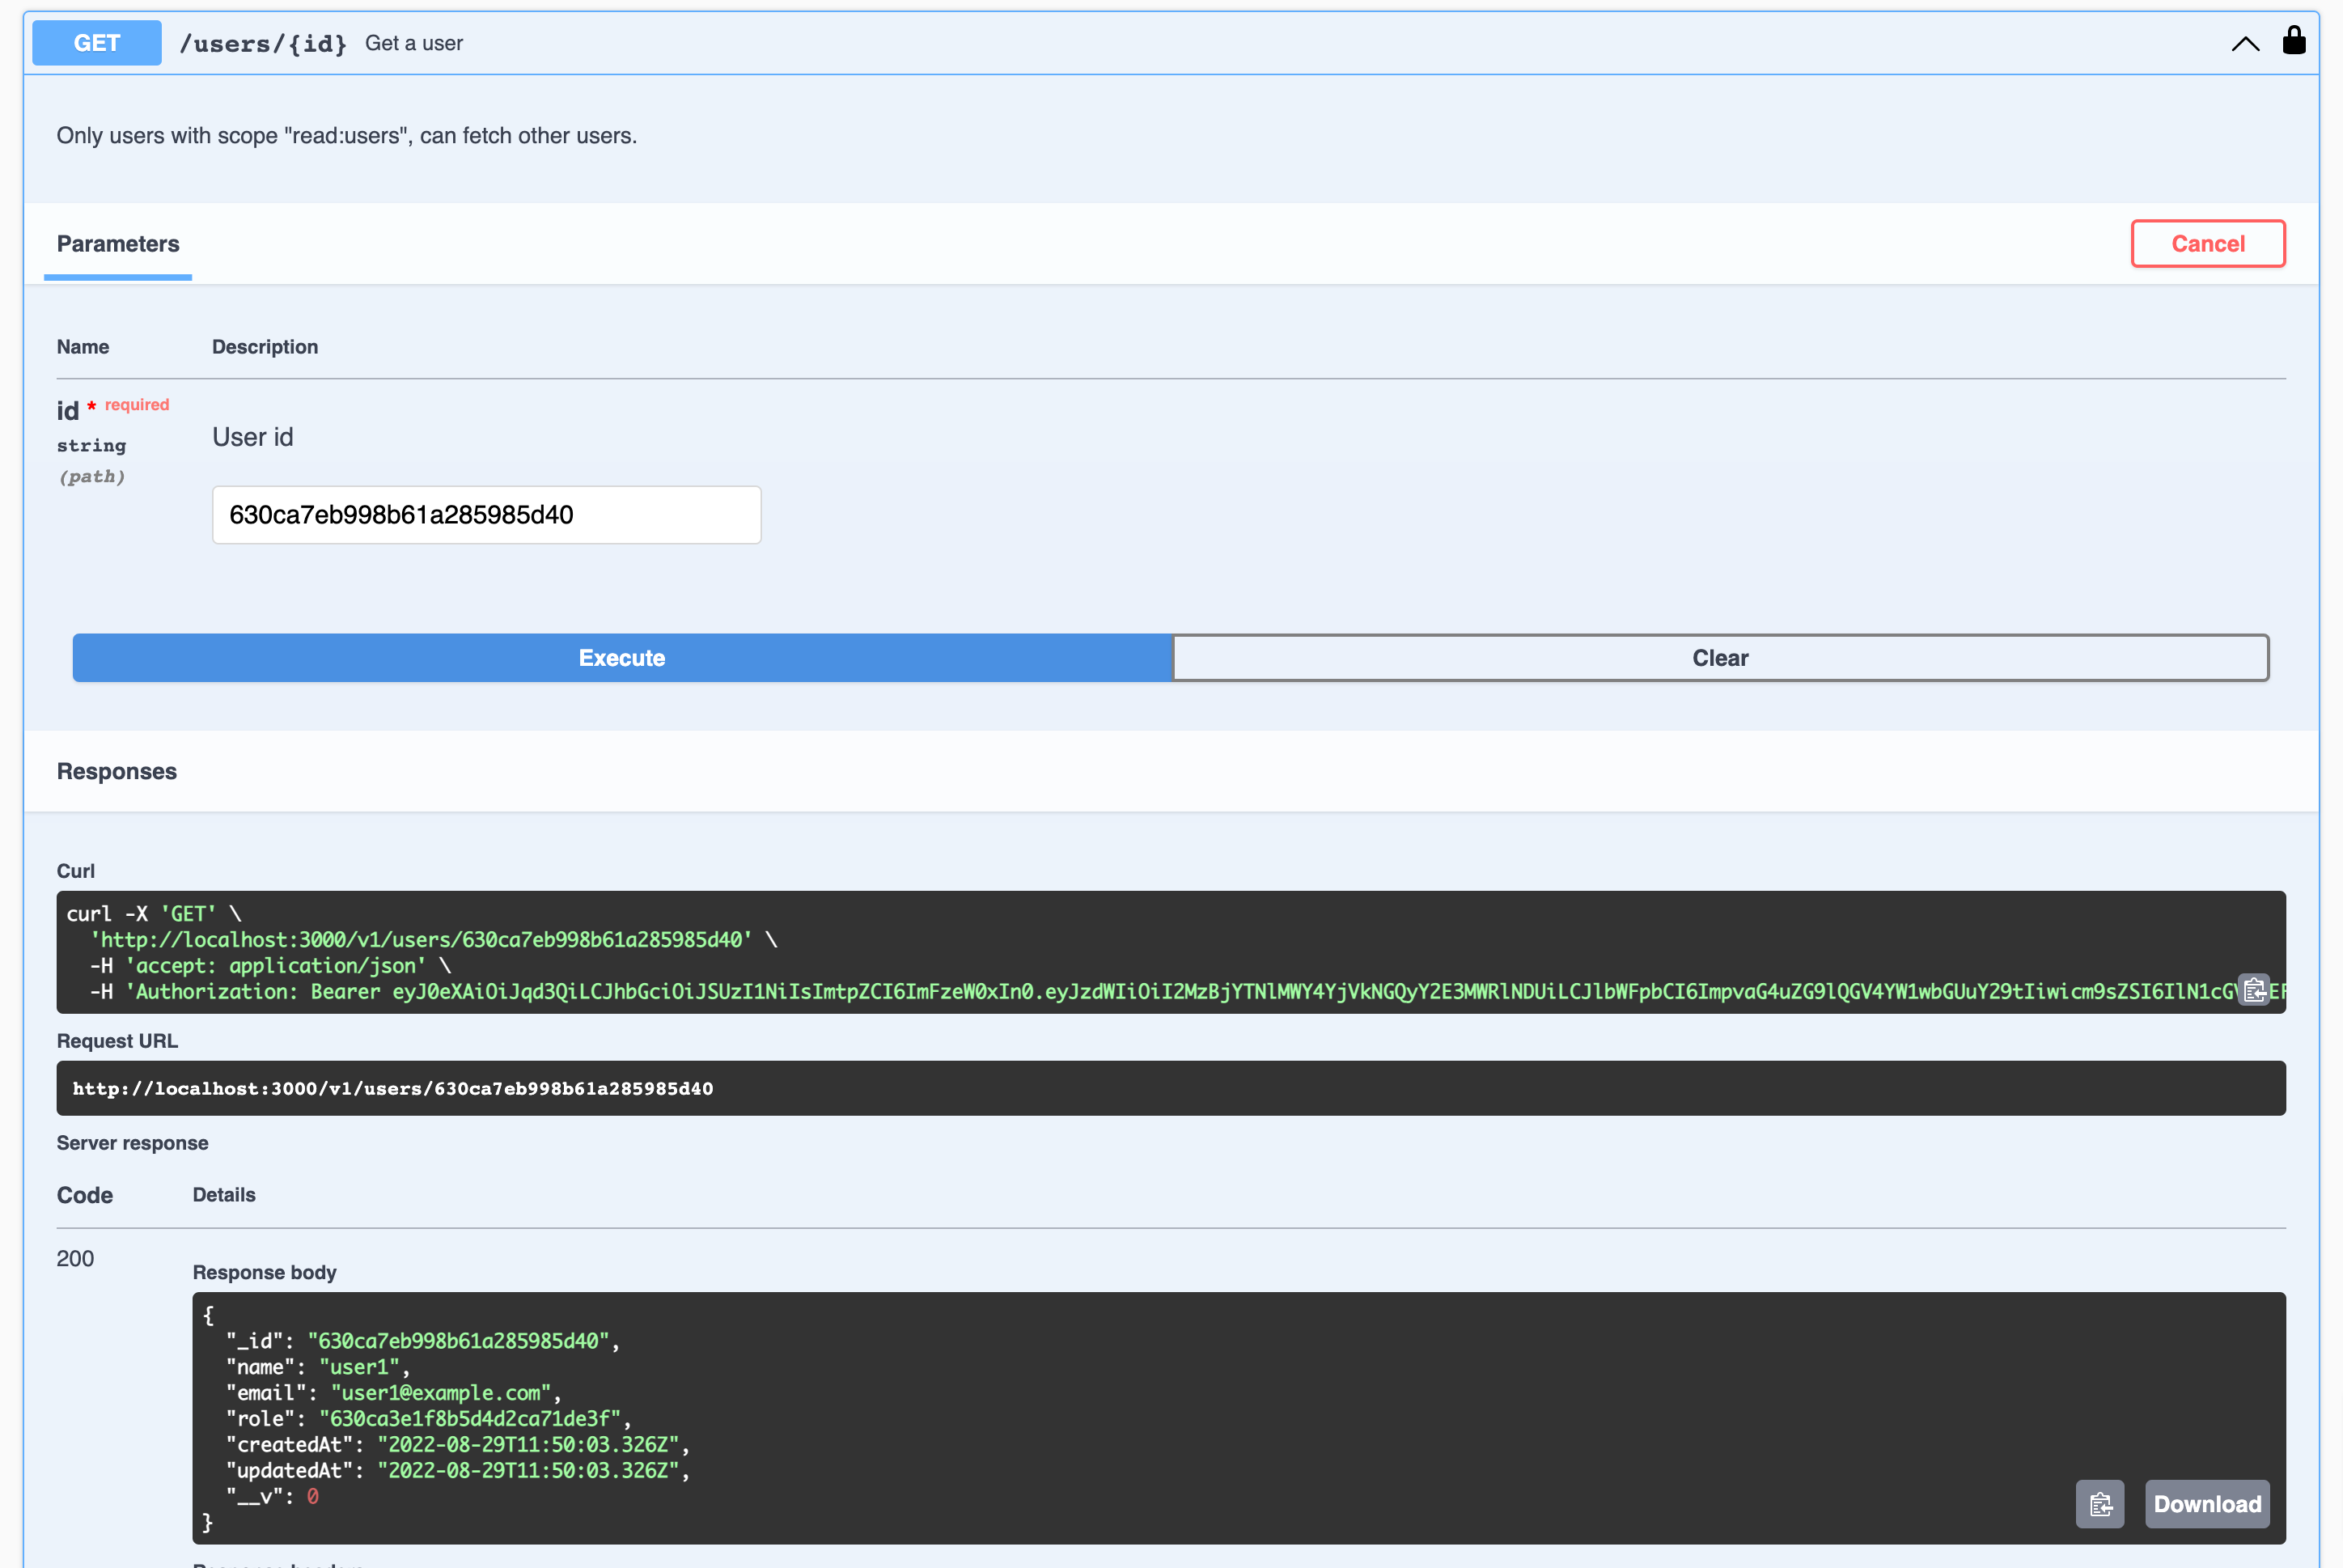 GET /users/{id} Get a user
Only users with scope "read:users", can fetch other users.
Parameters
Cancel
Name Description
id * required
string
(path)
User id
630ca7eb998b61a285985d40
Execute
Clear
Responses
Curl
curl -X 'GET' \
'http://localhost:3000/v1/users/630ca7eb998b61a285985d40' \
-H 'accept: application/json' \
-H 'Authorization: Bearer eyJ0eXAiOiJqd3QiLCJhbGciOiJSUzI1NiIsImtpZCI6ImFzeW0xIn0.eyJzdWIiOiI2MzBjYTNlMWY4YjVkNGQyY2E3MWRlNDUiLCJlbWFpbCI6ImpvaG4uZG9lQGV4YW1wbGUuY29tIiwicm9sZSI6IlN1cGV
Request URL
http://localhost:3000/v1/users/630ca7eb998b61a285985d40
Server response
Code Details
200
Response body
{
"_id": "630ca7eb998b61a285985d40",
"name": "user1",
"email": "user1@example.com",
"role": "630ca3e1f8b5d4d2ca71de3f",
"createdAt": "2022-08-29T11:50:03.326Z",
"updatedAt": "2022-08-29T11:50:03.326Z",
"__v": 0
}
Download